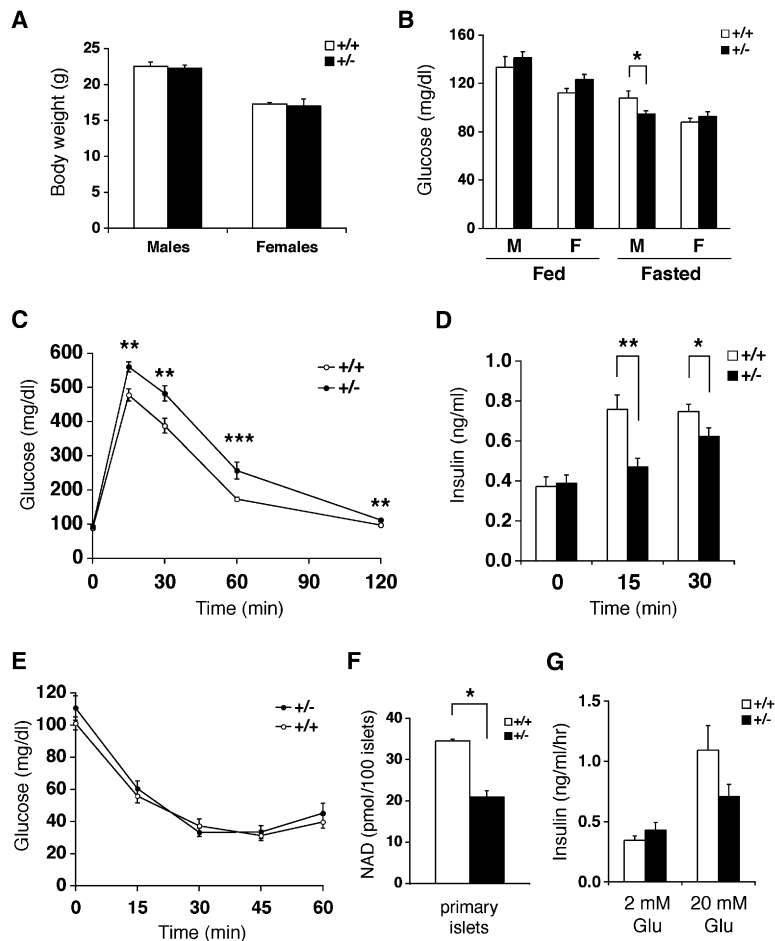 A
+/+
+/-
Body weight (g)
25
20
15
10
5
0
Males Females
B
+/+
+/-
Glucose (mg/dl)
160
120
80
40
0
*
M F M F
Fed Fasted
C
+/+
+/-
Glucose (mg/dl)
600
500
400
300
200
100
0
** ** *** **
0 30 60 90 120
Time (min)
D
+/+
+/-
Insulin (ng/ml)
1.0
0.8
0.6
0.4
0.2
0.0
** *
0 15 30
Time (min)
E
+/-
+/+
Glucose (mg/dl)
120
100
80
60
40
20
0
0 15 30 45 60
Time (min)
F
+/+
+/-
NAD (pmol/100 islets)
40
30
20
10
0
*
primary
islets
G
+/+
+/-
Insulin (ng/ml/hr)
1.5
1.0
0.5
0.0
2 mM 20 mM
Glu Glu